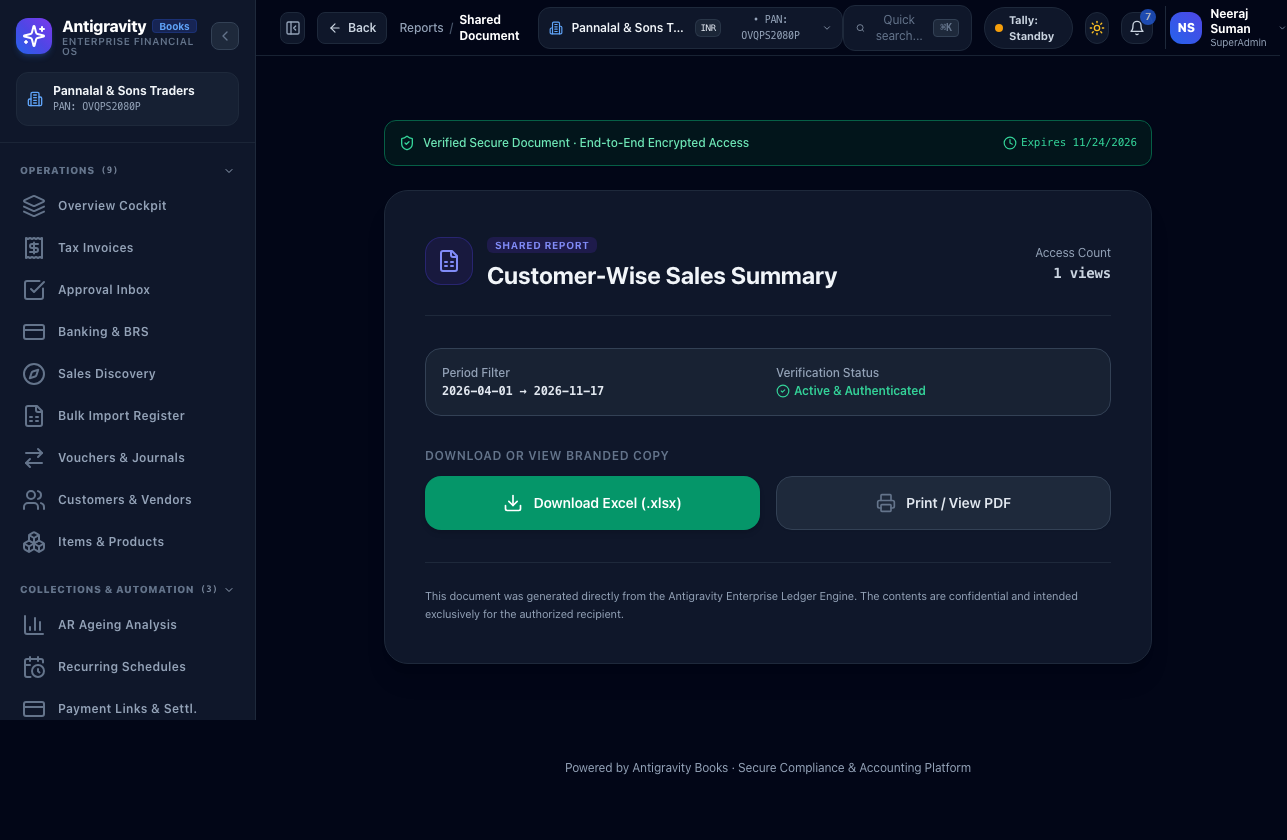 Antigravity Books
ENTERPRISE FINANCIAL OS
Pannalal & Sons Traders
PAN: OVQPS2080P
OPERATIONS (9)
Overview Cockpit
Tax Invoices
Approval Inbox
Banking & BRS
Sales Discovery
Bulk Import Register
Vouchers & Journals
Customers & Vendors
Items & Products
COLLECTIONS & AUTOMATION (3)
AR Ageing Analysis
Recurring Schedules
Payment Links & Settl.
Back
Reports / Shared Document
Pannalal & Sons T... INR • PAN: OVQPS2080P
Quick search... ⌘K
Tally: Standby
7
NS
Neeraj Suman
SuperAdmin
Verified Secure Document · End-to-End Encrypted Access
Expires 11/24/2026
SHARED REPORT
Customer-Wise Sales Summary
Access Count
1 views
Period Filter
2026-04-01 → 2026-11-17
Verification Status
Active & Authenticated
DOWNLOAD OR VIEW BRANDED COPY
Download Excel (.xlsx)
Print / View PDF
This document was generated directly from the Antigravity Enterprise Ledger Engine. The contents are confidential and intended
exclusively for the authorized recipient.
Powered by Antigravity Books · Secure Compliance & Accounting Platform